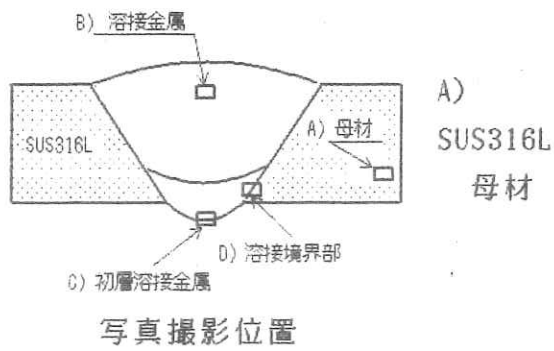 B) 溶接金属
SUS316L
A) 母材
D) 溶接境界部
C) 初層溶接金属
写真撮影位置
A)
SUS316L
母材